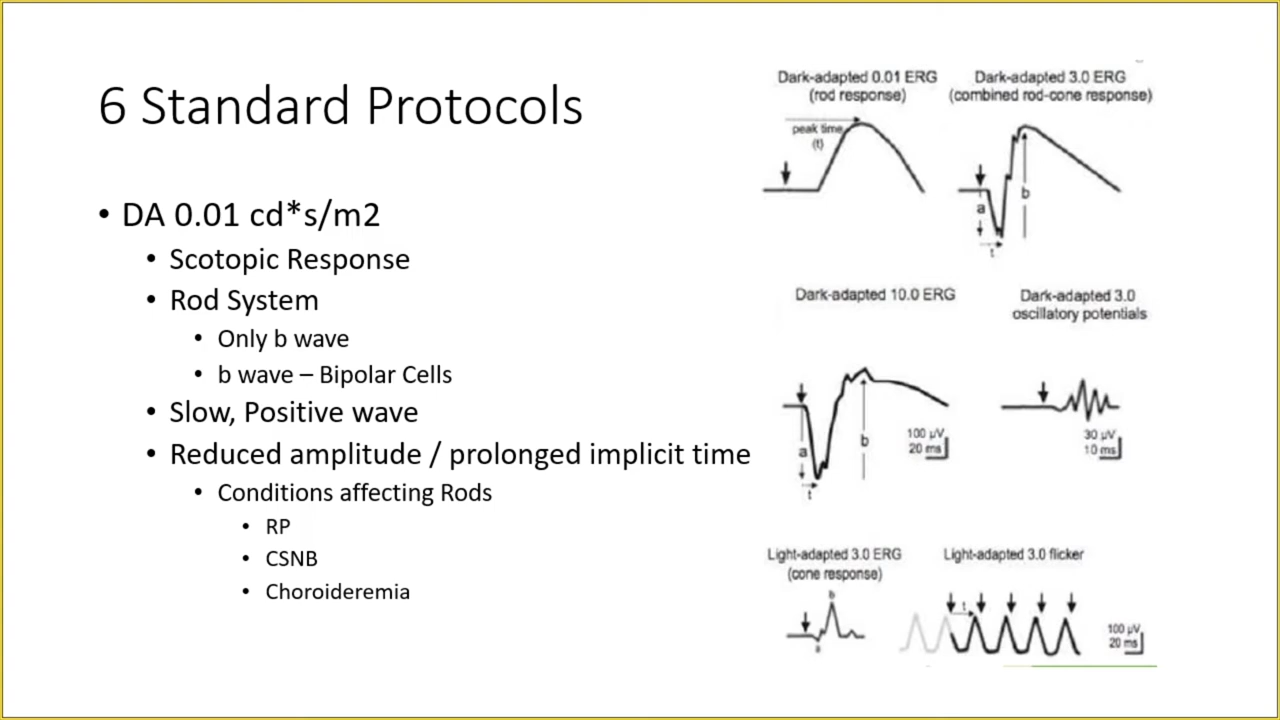 6 Standard Protocols
• DA 0.01 cd*s/m2
• Scotopic Response
• Rod System
• Only b wave
• b wave – Bipolar Cells
• Slow, Positive wave
• Reduced amplitude / prolonged implicit time
• Conditions affecting Rods
• RP
• CSNB
• Choroideremia
Dark-adapted 0.01 ERG
(rod response)
peak time
(t)
Dark-adapted 3.0 ERG
(combined rod-cone response)
a
b
t
Dark-adapted 10.0 ERG
a
b
t
100 µV
20 ms
Dark-adapted 3.0
oscillatory potentials
30 µV
10 ms
Light-adapted 3.0 ERG
(cone response)
b
a
Light-adapted 3.0 flicker
t
100 µV
20 ms